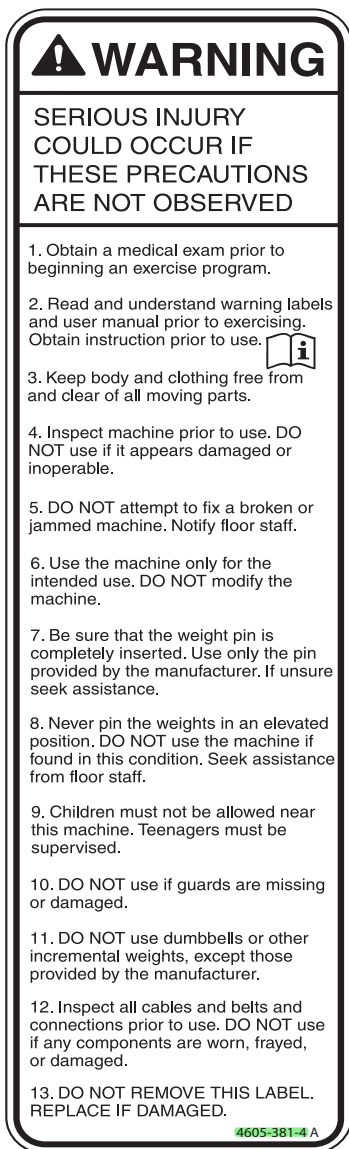 WARNING
SERIOUS INJURY
COULD OCCUR IF
THESE PRECAUTIONS
ARE NOT OBSERVED
1. Obtain a medical exam prior to
beginning an exercise program.
2. Read and understand warning labels
and user manual prior to exercising.
Obtain instruction prior to use.
3. Keep body and clothing free from
and clear of all moving parts.
4. Inspect machine prior to use. DO
NOT use if it appears damaged or
inoperable.
5. DO NOT attempt to fix a broken or
jammed machine. Notify floor staff.
6. Use the machine only for the
intended use. DO NOT modify the
machine.
7. Be sure that the weight pin is
completely inserted. Use only the pin
provided by the manufacturer. If unsure
seek assistance.
8. Never pin the weights in an elevated
position. DO NOT use the machine if
found in this condition. Seek assistance
from floor staff.
9. Children must not be allowed near
this machine. Teenagers must be
supervised.
10. DO NOT use if guards are missing
or damaged.
11. DO NOT use dumbbells or other
incremental weights, except those
provided by the manufacturer.
12. Inspect all cables and belts and
connections prior to use. DO NOT use
if any components are worn, frayed,
or damaged.
13. DO NOT REMOVE THIS LABEL.
REPLACE IF DAMAGED.
4605-381-4 A